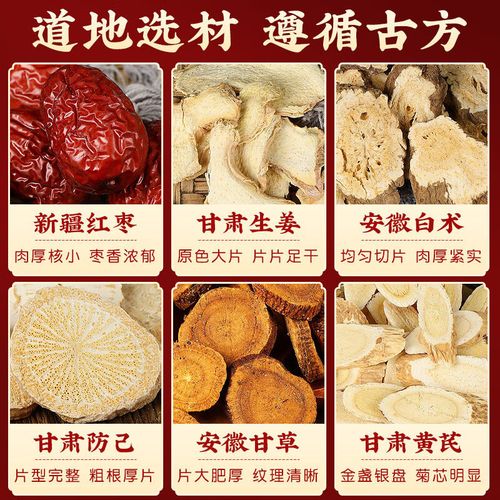 道地选材 遵循古方
新疆红枣
肉厚核小 枣香浓郁
甘肃生姜
原色大片 片片足干
安徽白术
均匀切片 肉厚紧实
甘肃防己
片型完整 粗根厚片
安徽甘草
片大肥厚 纹理清晰
甘肃黄芪
金盏银盘 菊芯明显